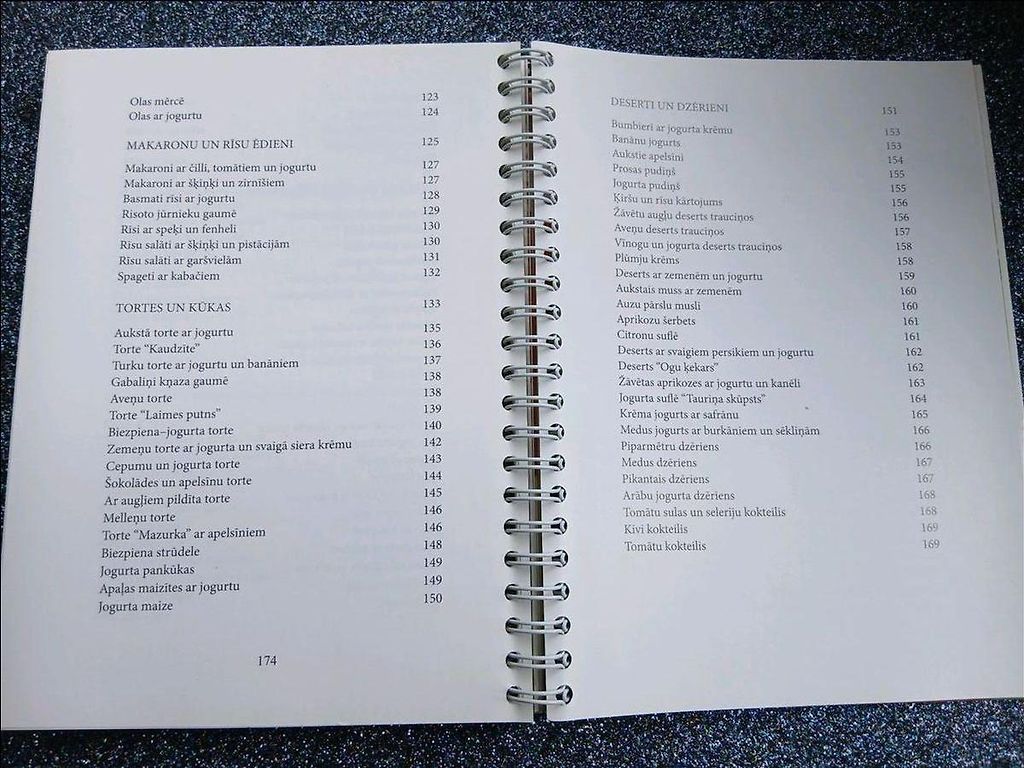 Olas mērcē 123
Olas ar jogurtu 124
MAKARONU UN RĪSU ĒDIENI 125
Makaroni ar čilli, tomātiem un jogurtu 127
Makaroni ar šķiņķi un zirnīšiem 127
Basmati rīsi ar jogurtu 128
Risoto jūrnieku gaumē 129
Rīsi ar speķi un fenheli 130
Rīsu salāti ar šķiņķi un pistācijām 130
Rīsu salāti ar garšvielām 131
Spageti ar kabačiem 132
TORTES UN KŪKAS 133
Aukstā torte ar jogurtu 135
Torte “Kaudzīte” 136
Turku torte ar jogurtu un banāniem 137
Gabaliņi kņaza gaumē 138
Aveņu torte 138
Torte “Laimes putns” 139
Biezpiena–jogurta torte 140
Zemeņu torte ar jogurta un svaigā siera krēmu 142
Cepumu un jogurta torte 143
Šokolādes un apelsīnu torte 144
Ar augļiem pildīta torte 145
Melleņu torte 146
Torte “Mazurka” ar apelsīniem 146
Biezpiena strūdele 148
Jogurta pankūkas 149
Apaļas maizītes ar jogurtu 149
Jogurta maize 150
174
DESERTI UN DZĒRIENI 151
Bumbieri ar jogurta krēmu 153
Banānu jogurts 153
Aukstie apelsīni 154
Prosas pudiņš 155
Jogurta pudiņš 155
Ķiršu un rīsu kārtojums 156
Žāvētu augļu deserts trauciņos 156
Aveņu deserts trauciņos 157
Vīnogu un jogurta deserts trauciņos 158
Plūmju krēms 158
Deserts ar zemenēm un jogurtu 159
Aukstais muss ar zemenēm 160
Auzu pārslu musli 160
Aprikozu šerbets 161
Citronu suflē 161
Deserts ar svaigiem persikiem un jogurtu 162
Deserts “Ogu ķekars” 162
Žāvētas aprikozes ar jogurtu un kanēli 163
Jogurta suflē “Tauriņa skūpsts” 164
Krēma jogurts ar safrānu 165
Medus jogurts ar burkāniem un sēkliņām 166
Piparmētru dzēriens 166
Medus dzēriens 167
Pikantais dzēriens 167
Arābu jogurta dzēriens 168
Tomātu sulas un seleriju kokteilis 168
Kivi kokteilis 169
Tomātu kokteilis 169